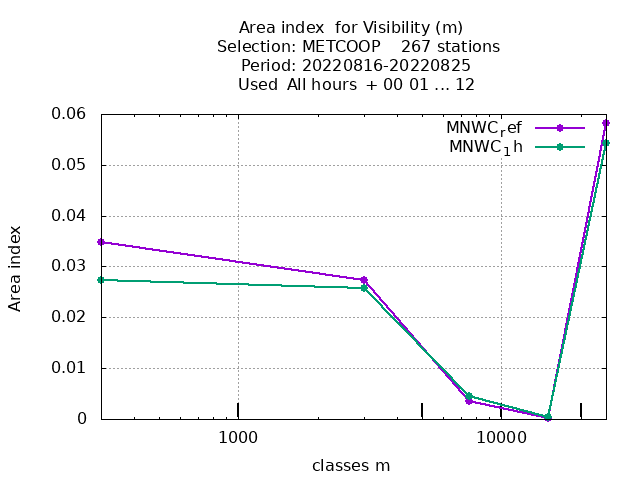 Area index  for Visibility (m)
Selection: METCOOP    267 stations
Period: 20220816-20220825
Used  All hours  + 00 01 ... 12
MNWC_ref
MNWC_1h
0.06
0.05
0.04
0.03
0.02
0.01
0
Area index
1000
10000
classes m